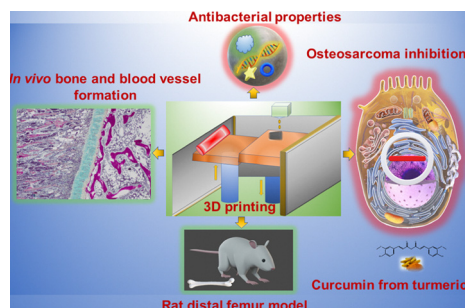 Antibacterial properties
Osteosarcoma inhibition
In vivo bone and blood vessel
formation
3D printing
Curcumin from turmeric
Rat distal femur model